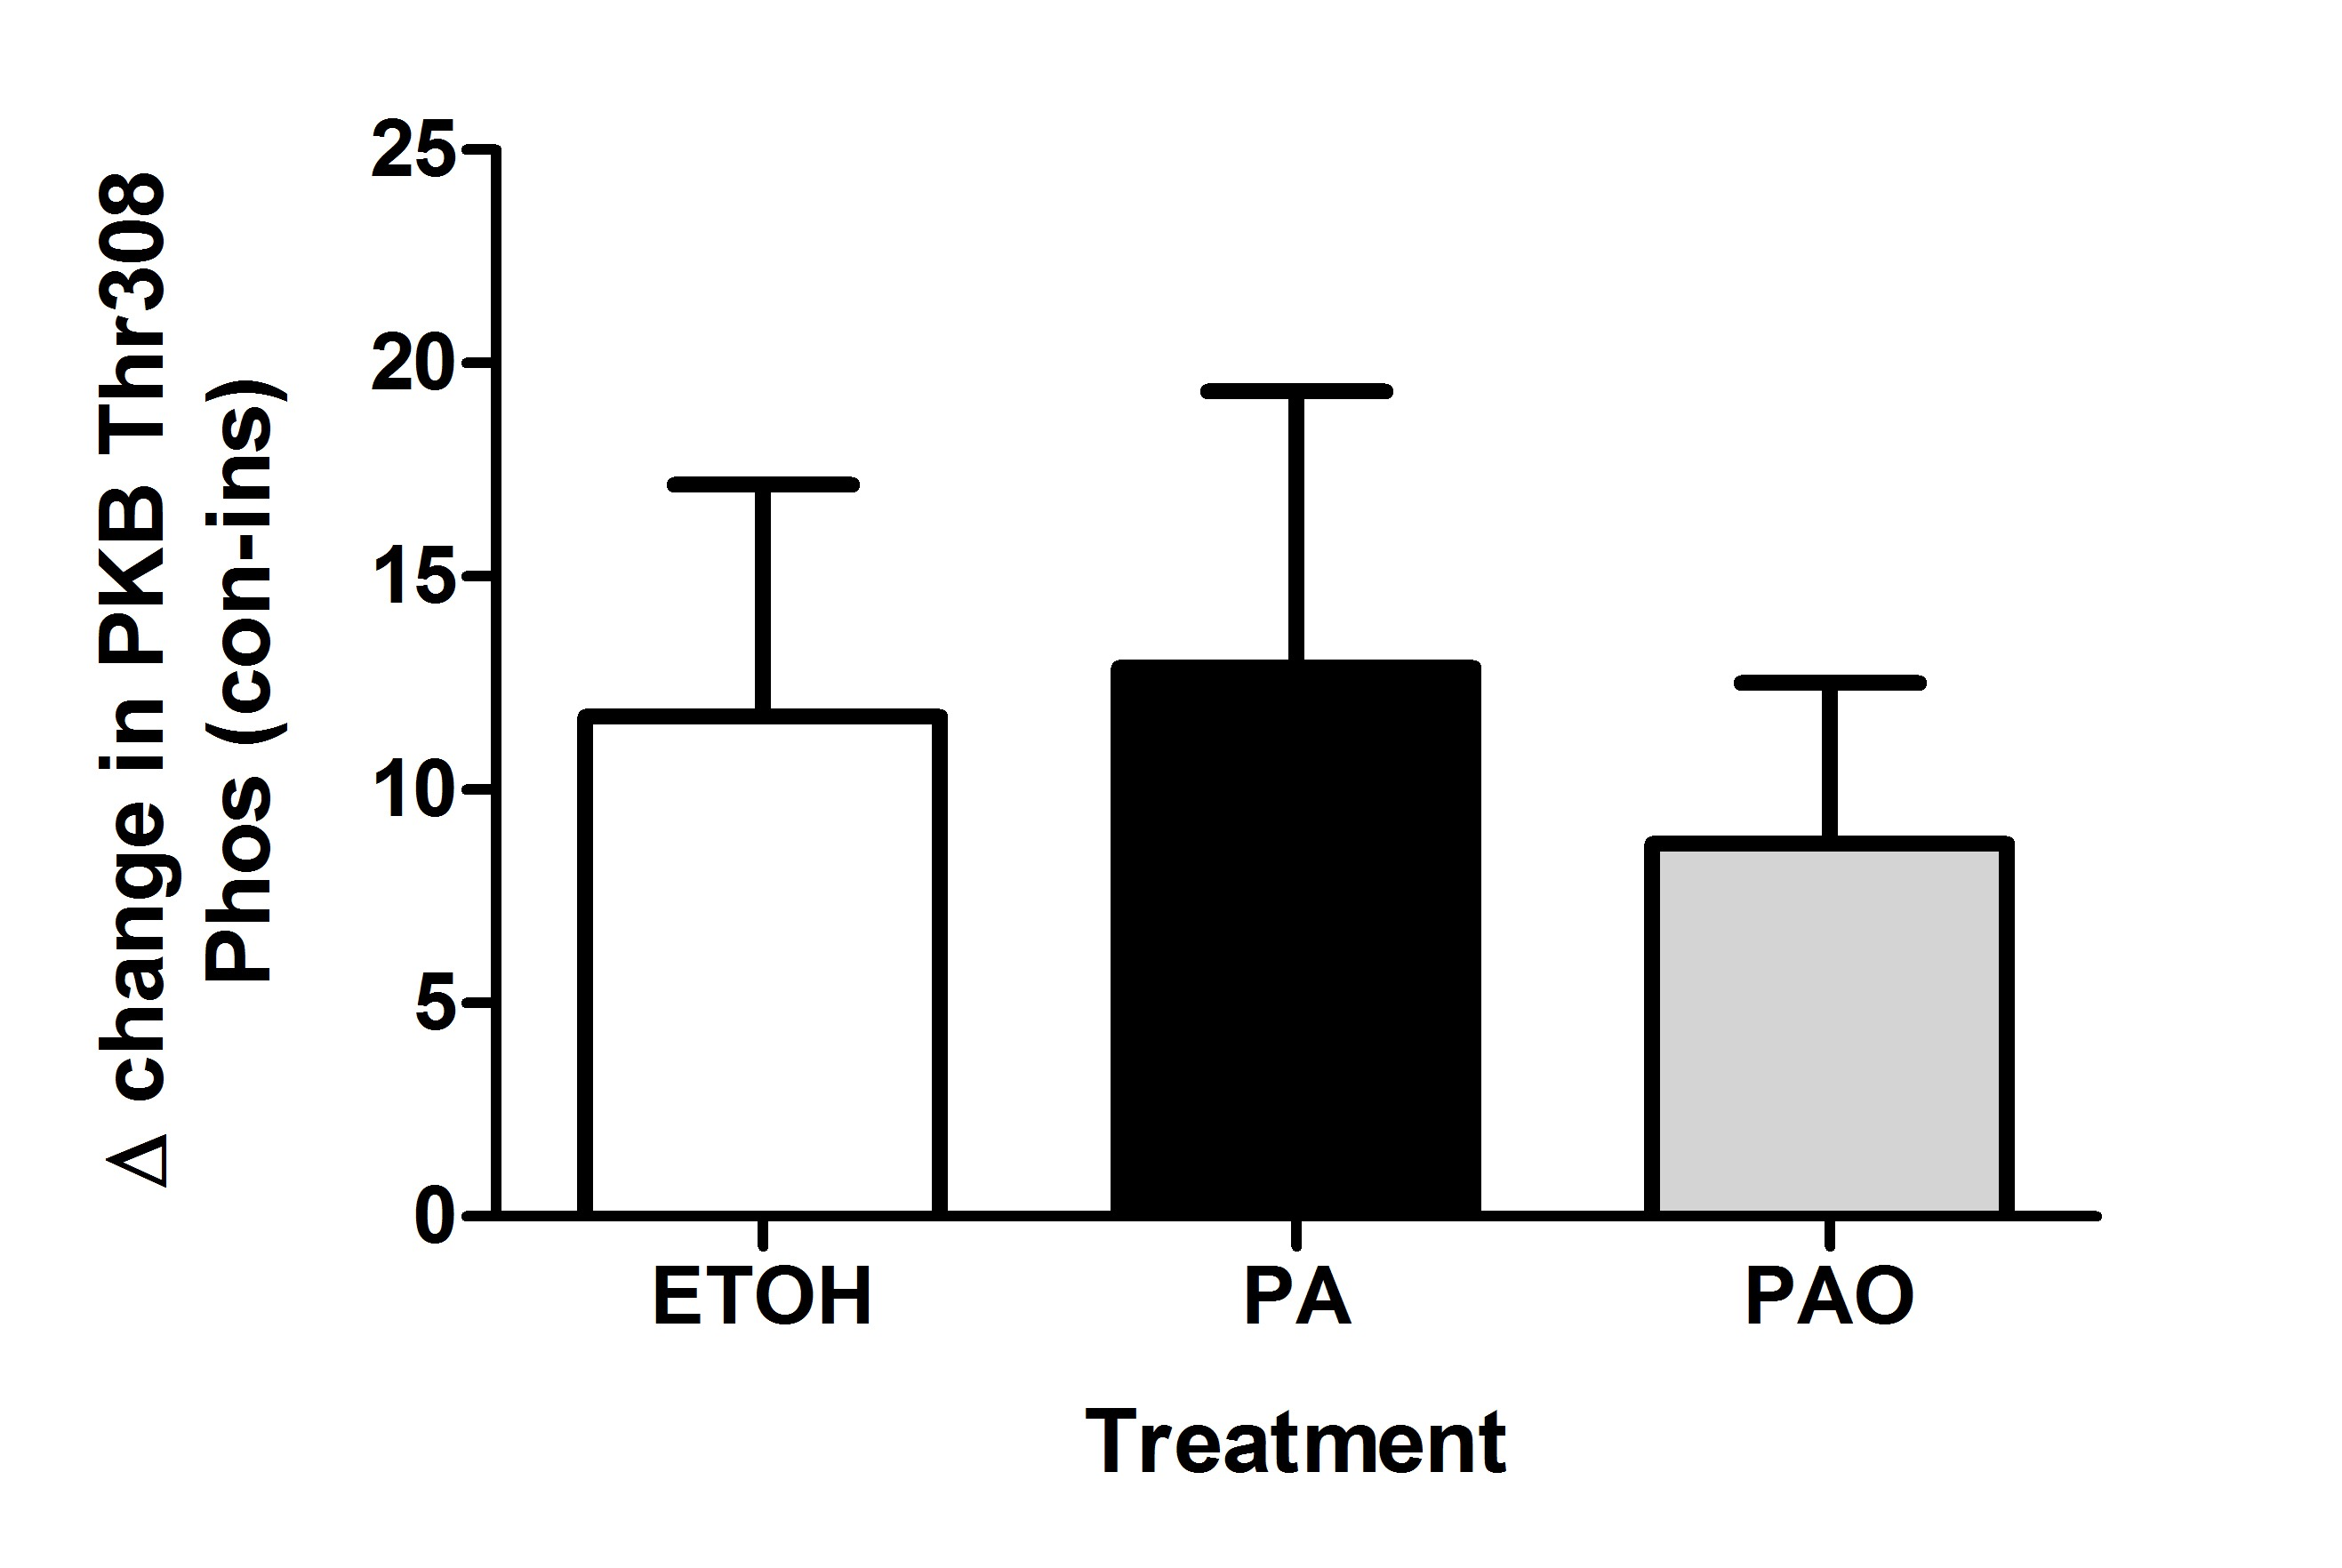 Δ change in PKB Thr308
Phos (con-ins)
25
20
15
10
5
0
ETOH
PA
PAO
Treatment